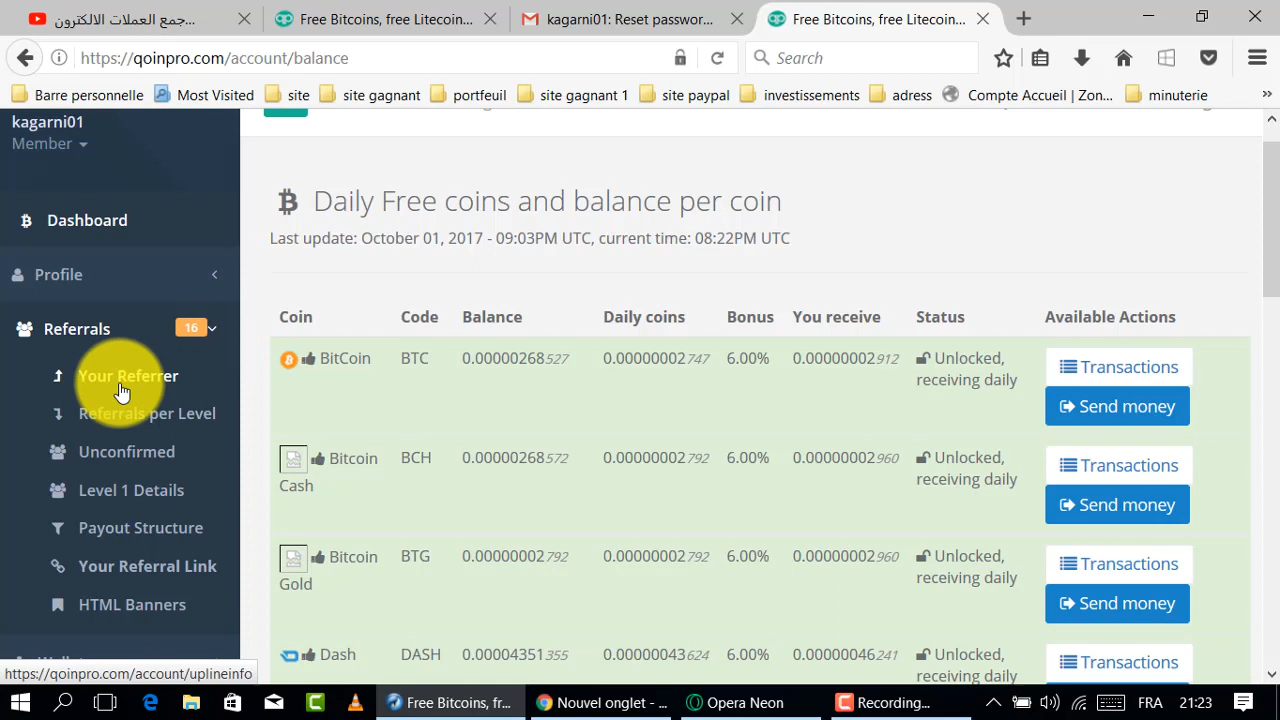 جمع العملات الالكترون...
Free Bitcoins, free Litecoin...
kagarni01: Reset passwor...
Free Bitcoins, free Litecoin...
https://qoinpro.com/account/balance
Search
Barre personnelle
Most Visited
site
site gagnant
portfeuil
site gagnant 1
site paypal
investissements
adress
Compte Accueil | Zon...
minuterie
kagarni01
Member
Dashboard
Profile
Referrals 16
Your Referrer
Referrals per Level
Unconfirmed
Level 1 Details
Payout Structure
Your Referral Link
HTML Banners
Daily Free coins and balance per coin
Last update: October 01, 2017 - 09:03PM UTC, current time: 08:22PM UTC
Coin Code Balance Daily coins Bonus You receive Status Available Actions
BitCoin BTC 0.00000268527 0.00000002747 6.00% 0.00000002912 Unlocked, receiving daily Transactions
Send money
Bitcoin Cash BCH 0.00000268572 0.00000002792 6.00% 0.00000002960 Unlocked, receiving daily Transactions
Send money
Bitcoin Gold BTG 0.00000002792 0.00000002792 6.00% 0.00000002960 Unlocked, receiving daily Transactions
Send money
Dash DASH 0.00004351355 0.00000043624 6.00% 0.00000046241 Unlocked, Transactions
https://qoinpro.com/account/uplineinfo
Free Bitcoins, fr...
Nouvel onglet - ...
Opera Neon
Recording...
FRA
21:23